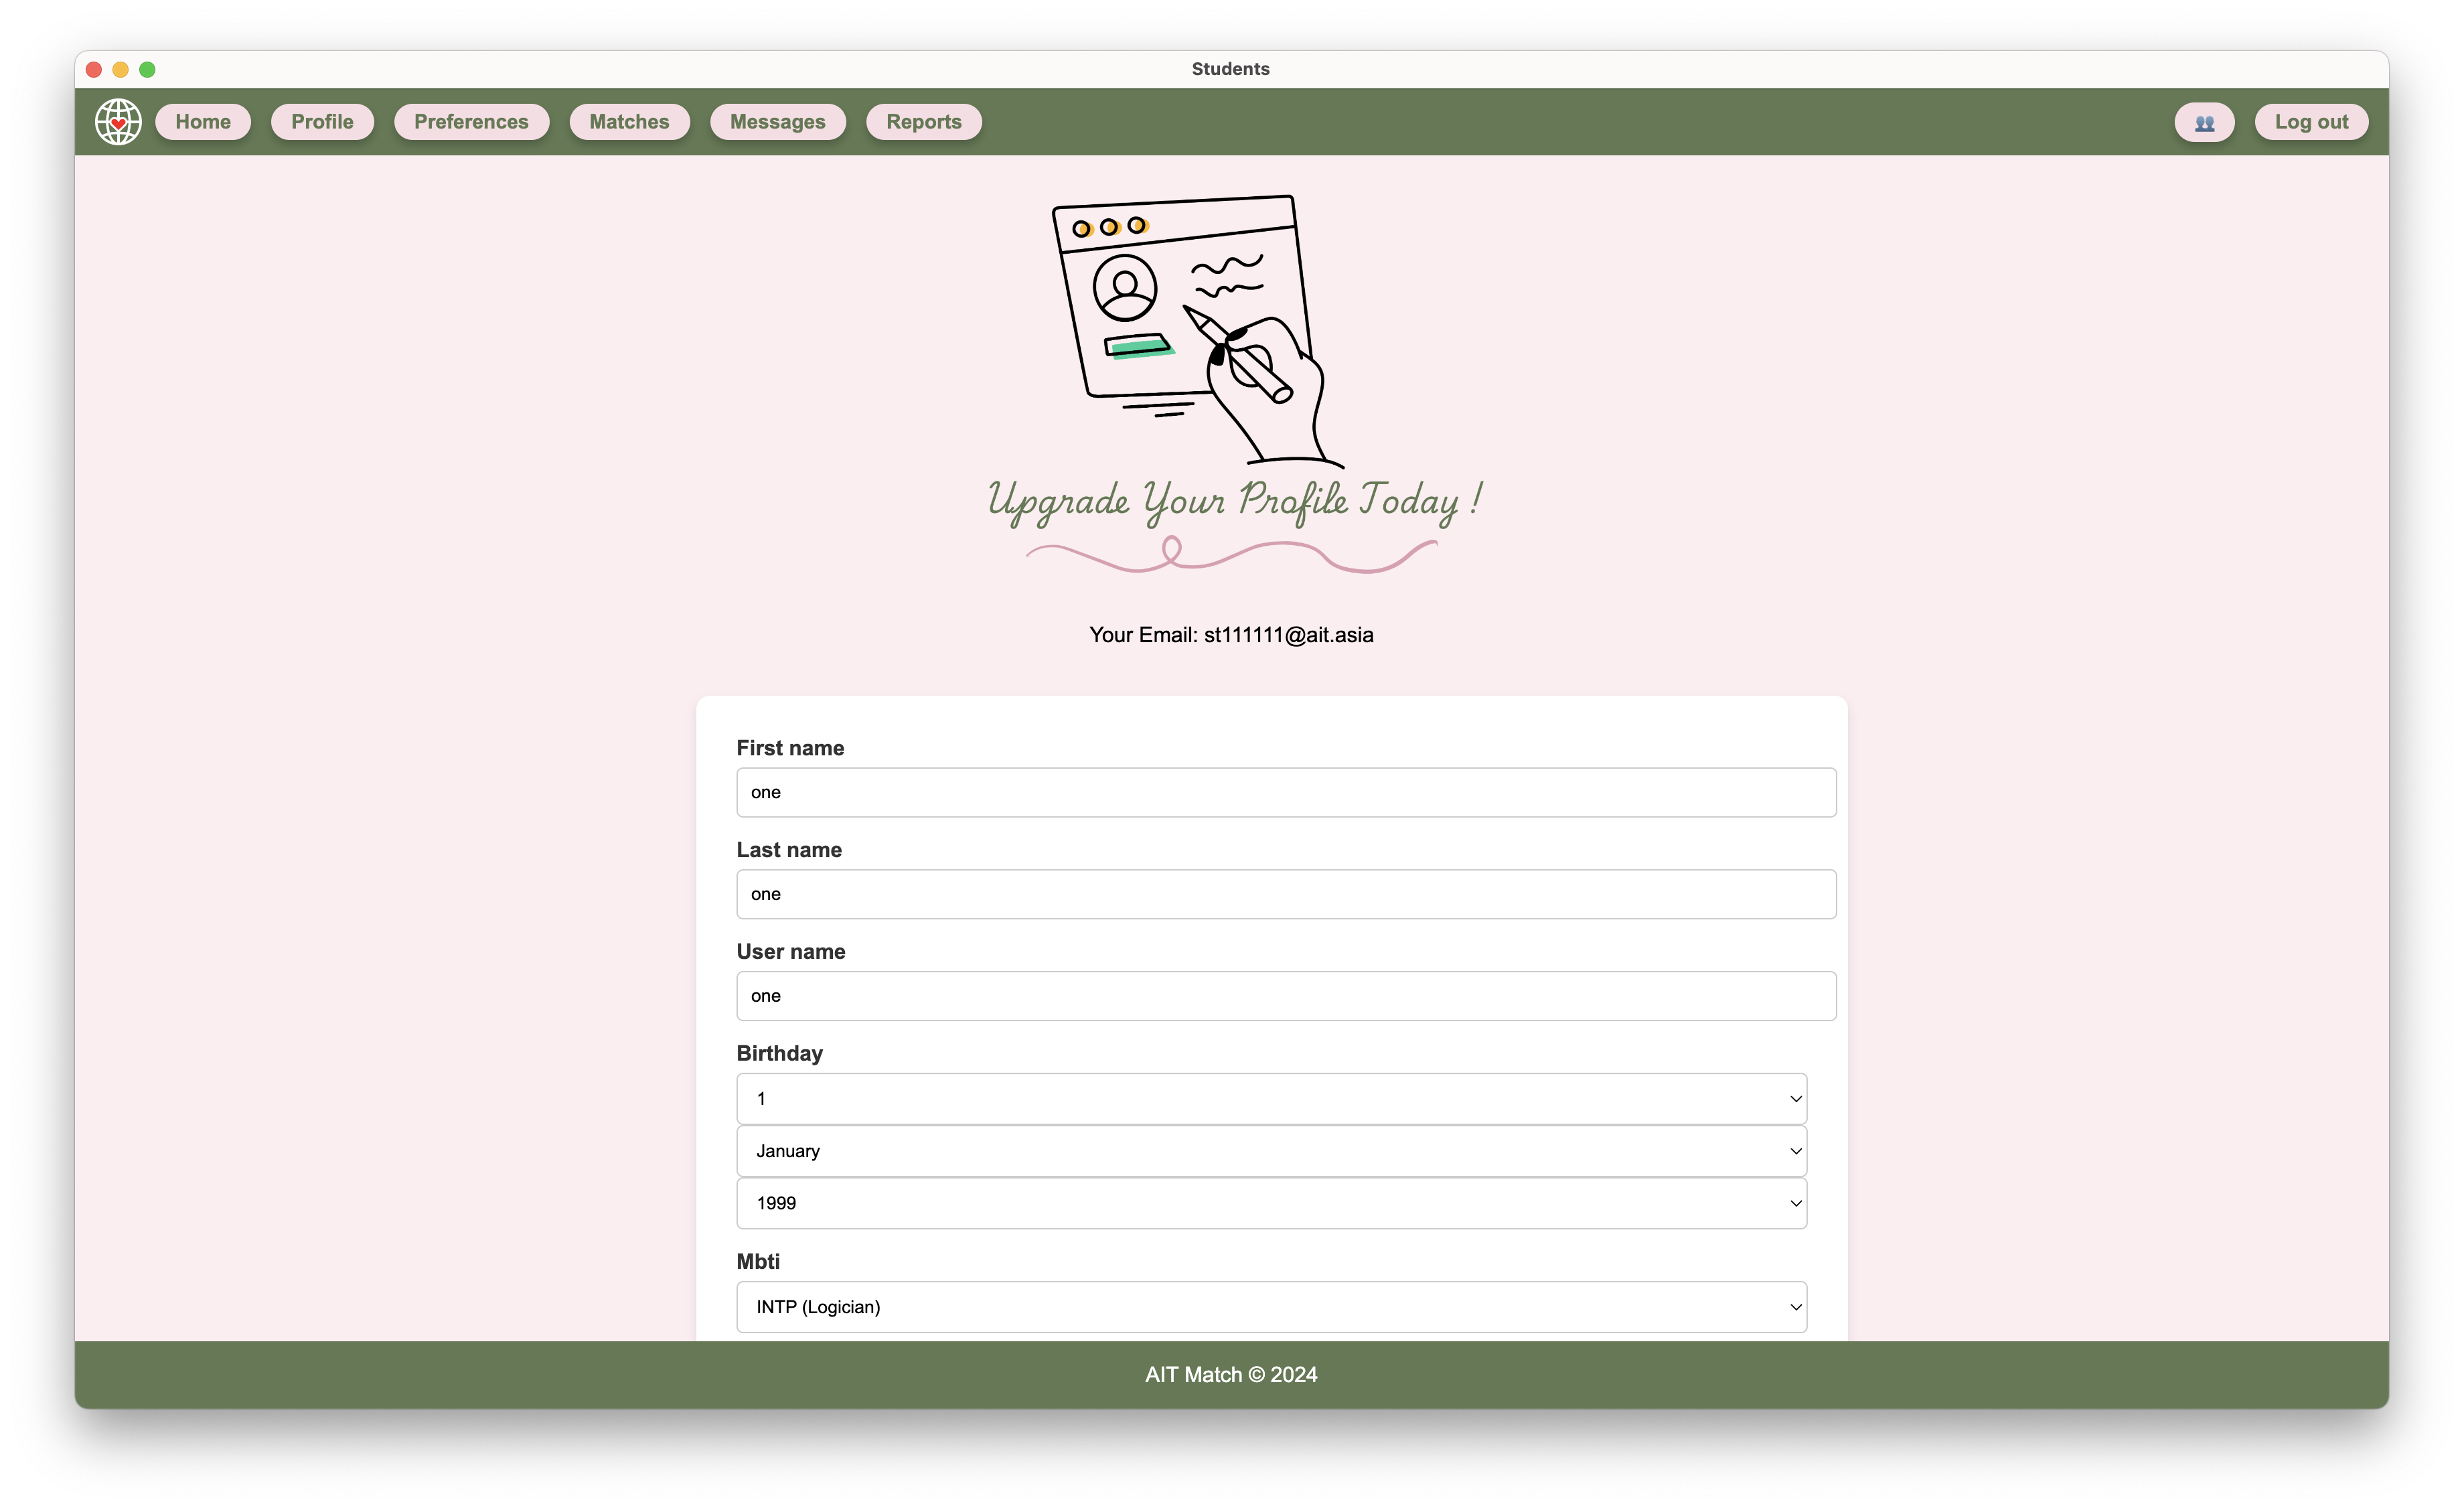 Students
Home Profile Preferences Matches Messages Reports Log out
Upgrade Your Profile Today !
Your Email: st111111@ait.asia
First name
one
Last name
one
User name
one
Birthday
1
January
1999
Mbti
INTP (Logician)
AIT Match © 2024